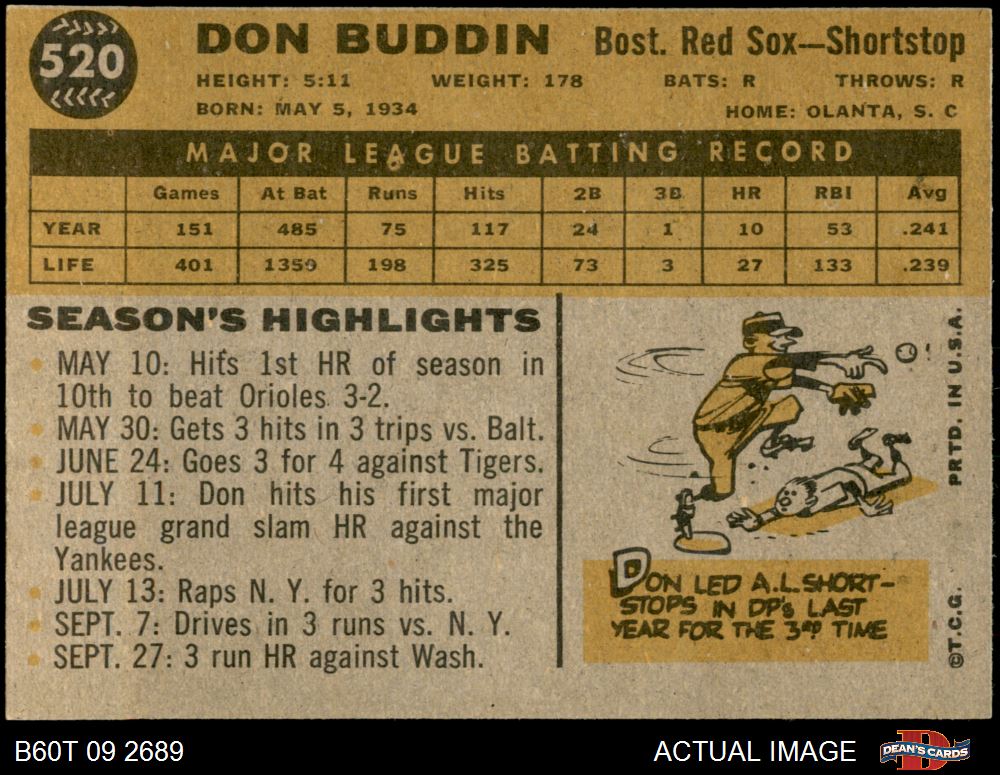 520
DON BUDDIN Bost. Red Sox—Shortstop
HEIGHT: 5:11 WEIGHT: 178 BATS: R THROWS: R
BORN: MAY 5, 1934 HOME: OLANTA, S. C
MAJOR LEAGUE BATTING RECORD
Games At Bat Runs Hits 2B 3B HR RBI Avg
YEAR 151 485 75 117 24 1 10 53 .241
LIFE 401 1359 198 325 73 3 27 133 .239
SEASON'S HIGHLIGHTS
• MAY 10: Hits 1st HR of season in
10th to beat Orioles 3-2.
• MAY 30: Gets 3 hits in 3 trips vs. Balt.
• JUNE 24: Goes 3 for 4 against Tigers.
• JULY 11: Don hits his first major
league grand slam HR against the
Yankees.
• JULY 13: Raps N. Y. for 3 hits.
• SEPT. 7: Drives in 3 runs vs. N. Y.
• SEPT. 27: 3 run HR against Wash.
DON LED A.L. SHORT-
STOPS IN DP's LAST
YEAR FOR THE 3RD TIME
©T.C.G. PRTD. IN U.S.A.
B60T 09 2689 ACTUAL IMAGE DEAN'S CARDS